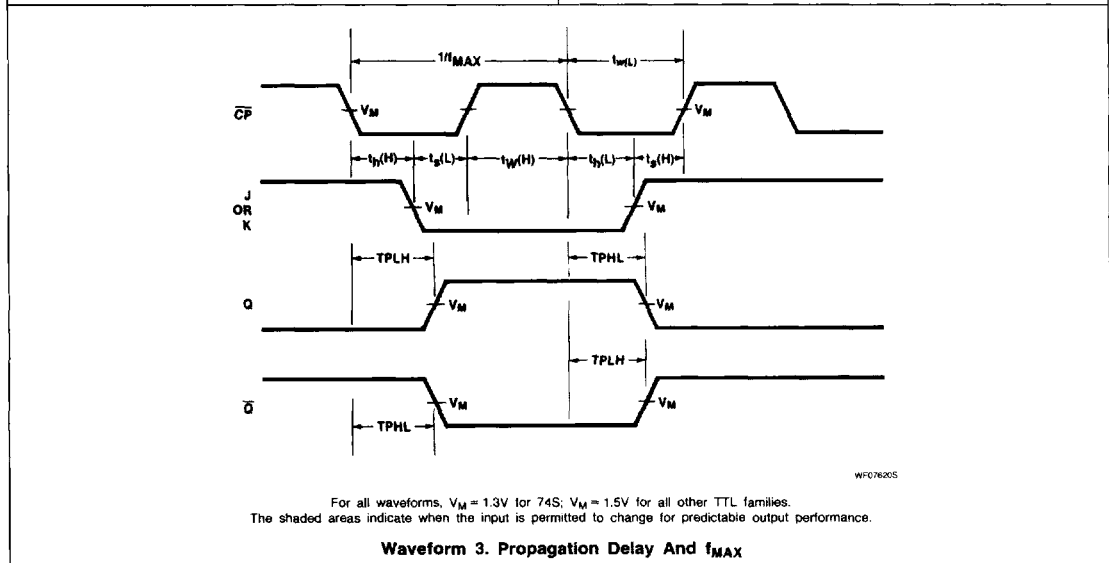 1/fMAX
tw(L)
CP
VM
VM
th(H)
ts(L)
tW(H)
th(L)
ts(H)
J
OR
K
VM
VM
TPLH
TPHL
Q
VM
VM
TPLH
Q
VM
VM
TPHL
WF07620S
For all waveforms, VM = 1.3V for 74S; VM = 1.5V for all other TTL families.
The shaded areas indicate when the input is permitted to change for predictable output performance.
Waveform 3. Propagation Delay And fMAX